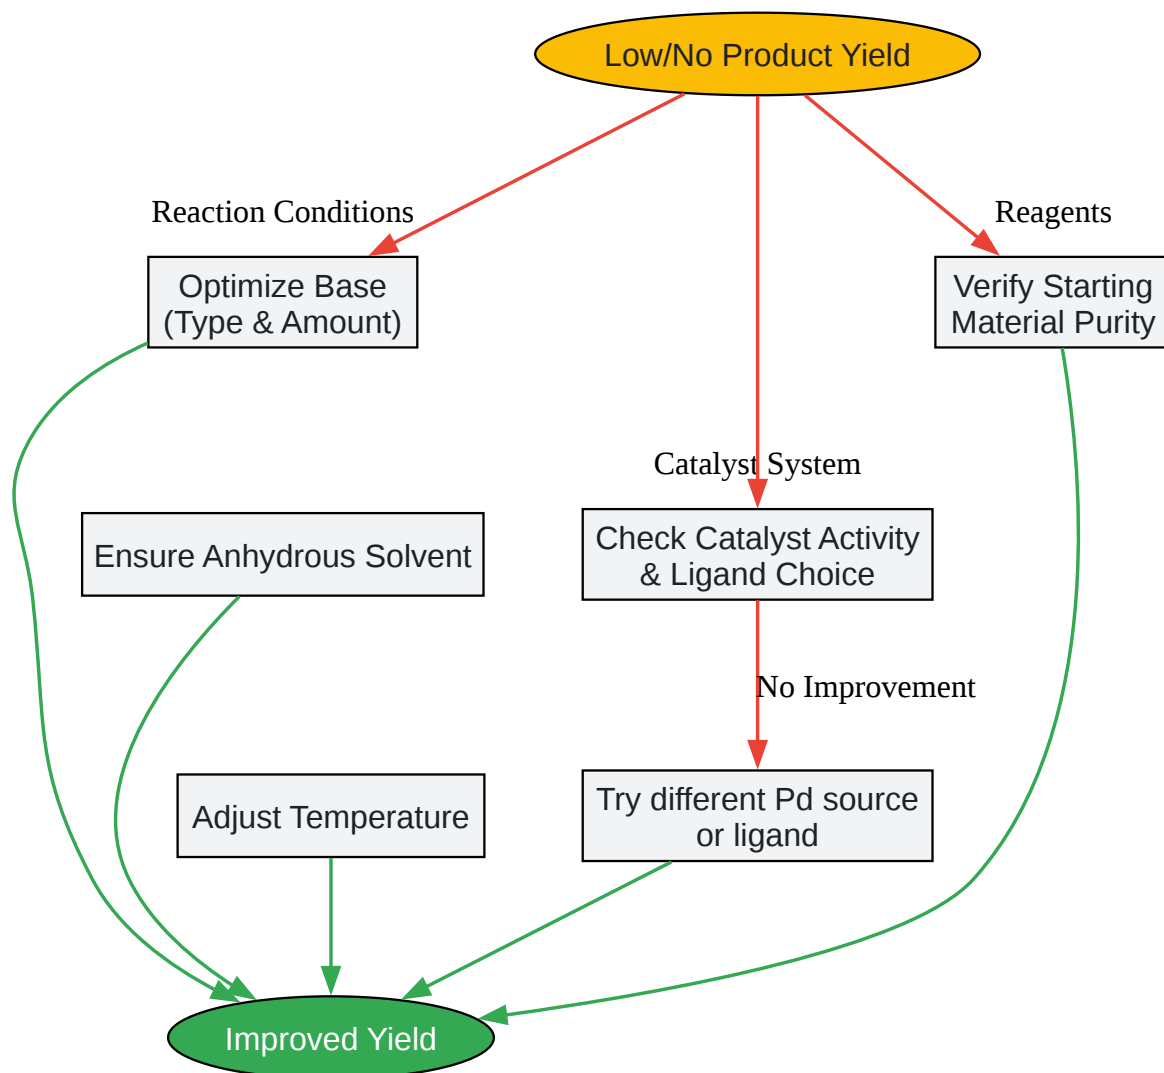 Low/No Product Yield
Reaction Conditions
Reagents
Optimize Base
(Type & Amount)
Verify Starting
Material Purity
Catalyst System
Ensure Anhydrous Solvent
Check Catalyst Activity
& Ligand Choice
No Improvement
Adjust Temperature
Try different Pd source
or ligand
Improved Yield